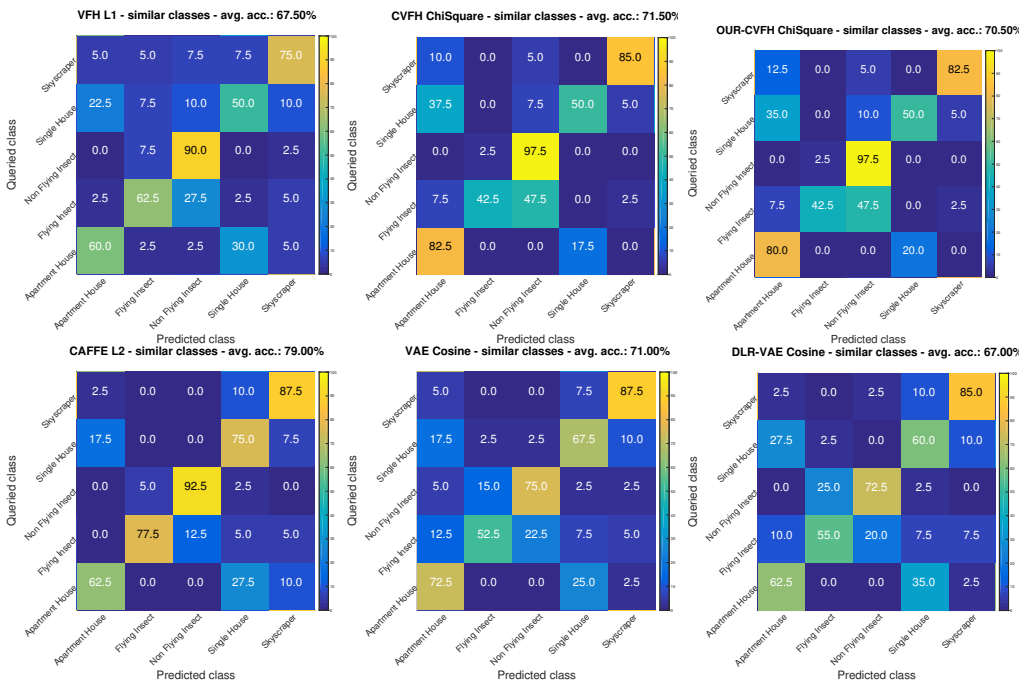 VFH L1 - similar classes - avg. acc.: 67.50%
Queried class
Skyscraper 5.0 5.0 7.5 7.5 75.0
Single House 22.5 7.5 10.0 50.0 10.0
Non Flying Insect 0.0 7.5 90.0 0.0 2.5
Flying Insect 2.5 62.5 27.5 2.5 5.0
Apartment House 60.0 2.5 2.5 30.0 5.0
Apartment House Flying Insect Non Flying Insect Single House Skyscraper
Predicted class
CVFH ChiSquare - similar classes - avg. acc.: 71.50%
Queried class
Skyscraper 10.0 0.0 5.0 0.0 85.0
Single House 37.5 0.0 7.5 50.0 5.0
Non Flying Insect 0.0 2.5 97.5 0.0 0.0
Flying Insect 7.5 42.5 47.5 0.0 2.5
Apartment House 82.5 0.0 0.0 17.5 0.0
Apartment House Flying Insect Non Flying Insect Single House Skyscraper
Predicted class
OUR-CVFH ChiSquare - similar classes - avg. acc.: 70.50%
Queried class
Skyscraper 12.5 0.0 5.0 0.0 82.5
Single House 35.0 0.0 10.0 50.0 5.0
Non Flying Insect 0.0 2.5 97.5 0.0 0.0
Flying Insect 7.5 42.5 47.5 0.0 2.5
Apartment House 80.0 0.0 0.0 20.0 0.0
Apartment House Flying Insect Non Flying Insect Single House Skyscraper
Predicted class
CAFFE L2 - similar classes - avg. acc.: 79.00%
Queried class
Skyscraper 2.5 0.0 0.0 10.0 87.5
Single House 17.5 0.0 0.0 75.0 7.5
Non Flying Insect 0.0 5.0 92.5 2.5 0.0
Flying Insect 0.0 77.5 12.5 5.0 5.0
Apartment House 62.5 0.0 0.0 27.5 10.0
Apartment House Flying Insect Non Flying Insect Single House Skyscraper
Predicted class
VAE Cosine - similar classes - avg. acc.: 71.00%
Queried class
Skyscraper 5.0 0.0 0.0 7.5 87.5
Single House 17.5 2.5 2.5 67.5 10.0
Non Flying Insect 5.0 15.0 75.0 2.5 2.5
Flying Insect 12.5 52.5 22.5 7.5 5.0
Apartment House 72.5 0.0 0.0 25.0 2.5
Apartment House Flying Insect Non Flying Insect Single House Skyscraper
Predicted class
DLR-VAE Cosine - similar classes - avg. acc.: 67.00%
Queried class
Skyscraper 2.5 0.0 2.5 10.0 85.0
Single House 27.5 2.5 0.0 60.0 10.0
Non Flying Insect 0.0 25.0 72.5 2.5 0.0
Flying Insect 10.0 55.0 20.0 7.5 7.5
Apartment House 62.5 0.0 0.0 35.0 2.5
Apartment House Flying Insect Non Flying Insect Single House Skyscraper
Predicted class